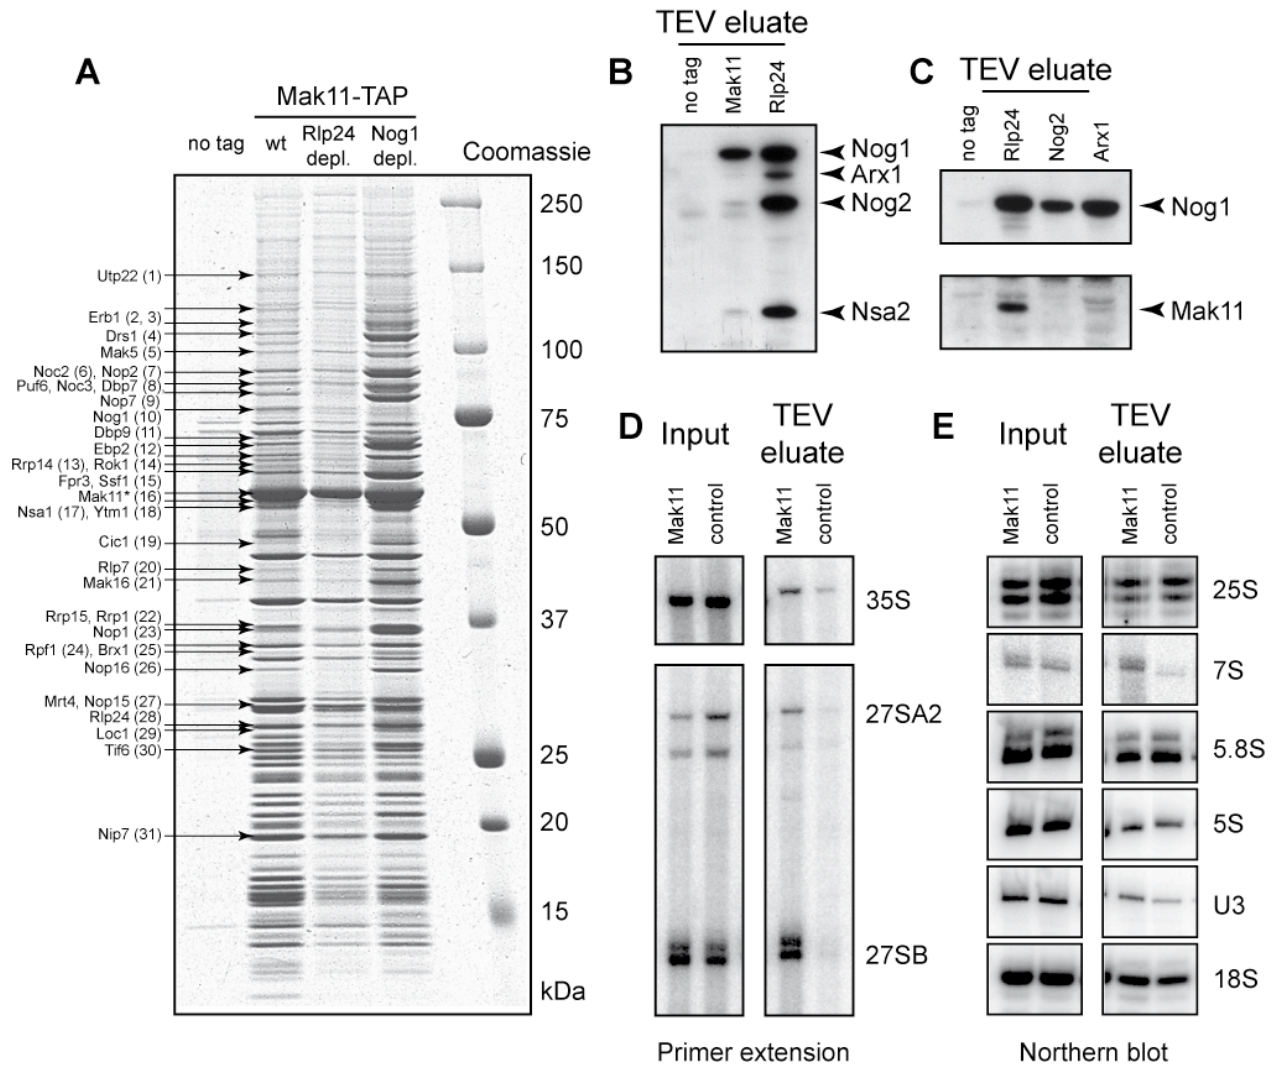 A
Mak11-TAP
no tag
wt
Rlp24
depl.
Nog1
depl.
Coomassie
250
150
100
75
50
37
25
20
15
kDa
Utp22 (1)
Erb1 (2, 3)
Drs1 (4)
Mak5 (5)
Noc2 (6), Nop2 (7)
Puf6, Noc3, Dbp7 (8)
Nop7 (9)
Nog1 (10)
Dbp9 (11)
Ebp2 (12)
Rrp14 (13), Rok1 (14)
Fpr3, Ssf1 (15)
Mak11* (16)
Nsa1 (17), Ytm1 (18)
Cic1 (19)
Rlp7 (20)
Mak16 (21)
Rrp15, Rrp1 (22)
Nop1 (23)
Rpf1 (24), Brx1 (25)
Nop16 (26)
Mrt4, Nop15 (27)
Rlp24 (28)
Loc1 (29)
Tif6 (30)
Nip7 (31)
B
TEV eluate
no tag
Mak11
Rlp24
Nog1
Arx1
Nog2
Nsa2
C
TEV eluate
no tag
Rlp24
Nog2
Arx1
Nog1
Mak11
D
Input
TEV
eluate
Mak11
control
Mak11
control
35S
27SA2
27SB
Primer extension
E
Input
TEV
eluate
Mak11
control
Mak11
control
25S
7S
5.8S
5S
U3
18S
Northern blot